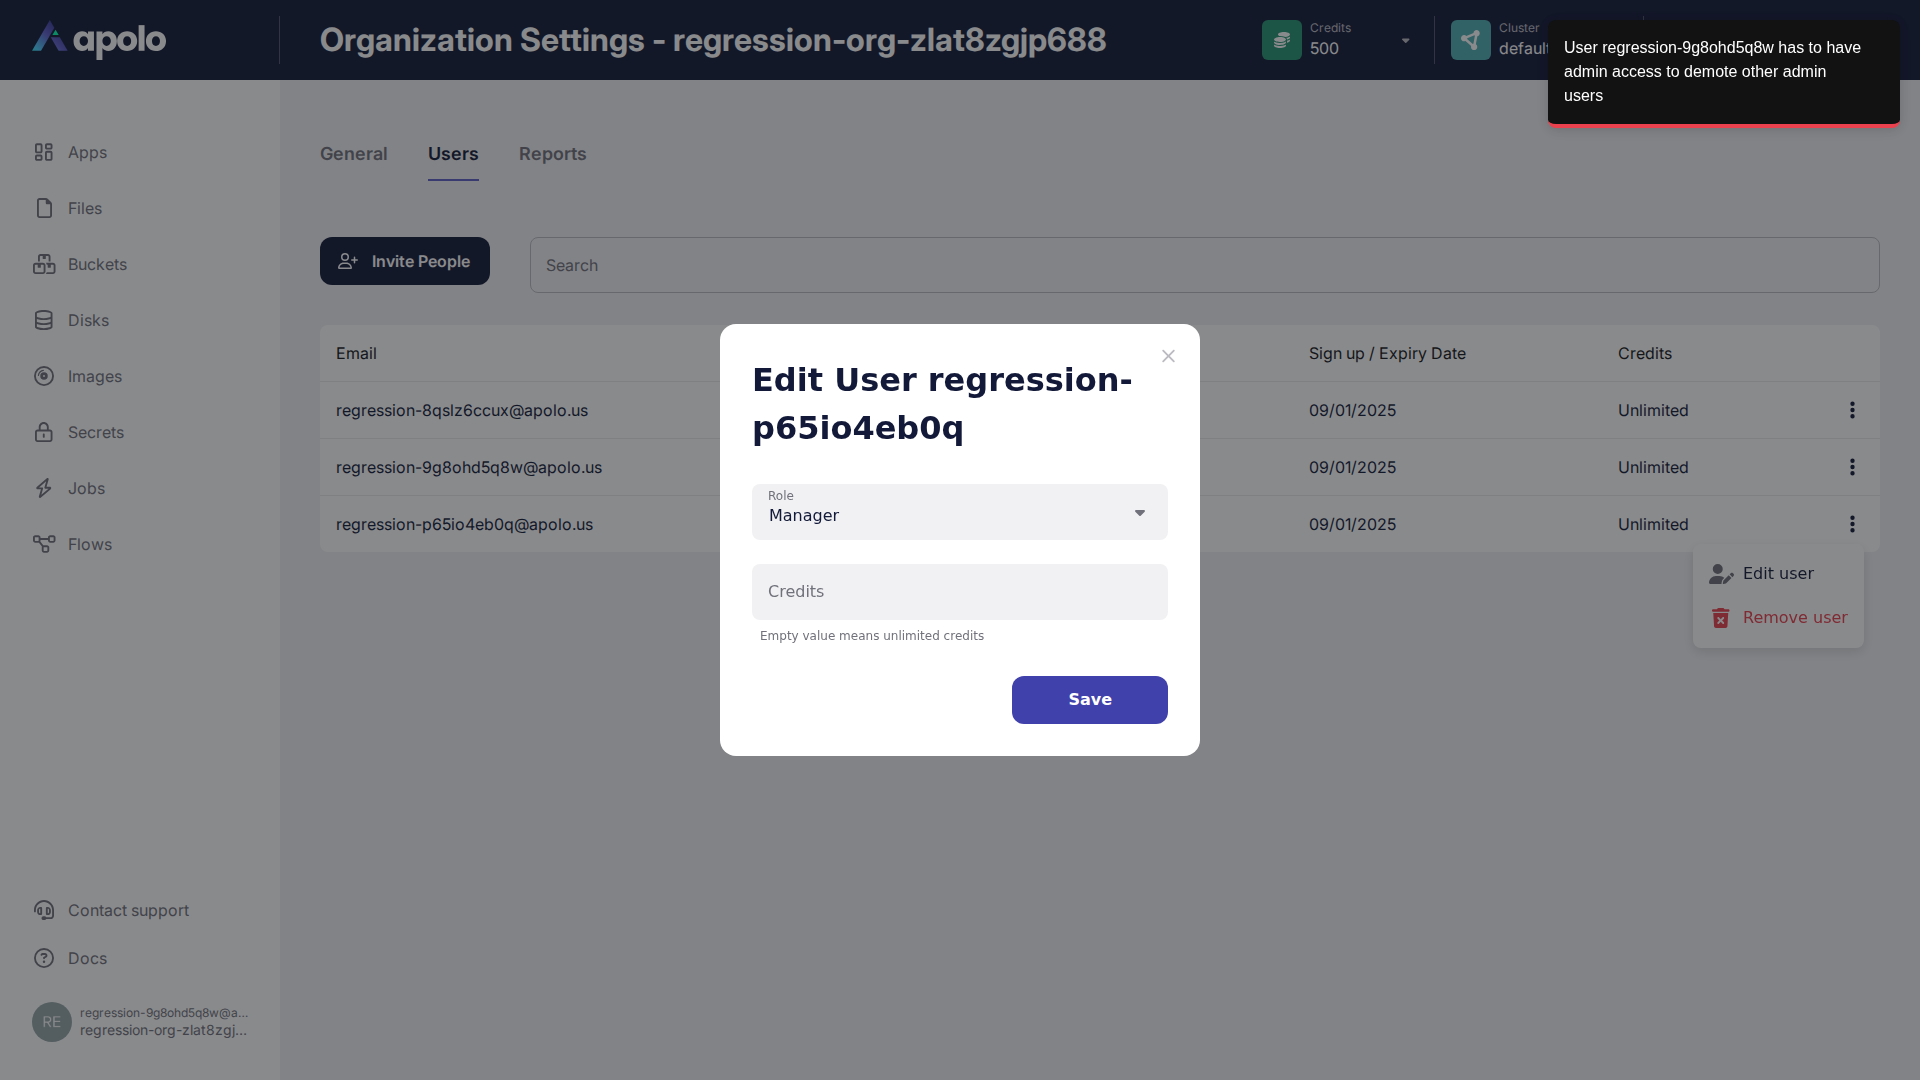 apolo
Organization Settings - regression-org-zlat8zgjp688
Credits
500
Cluster
default
User regression-9g8ohd5q8w has to have
admin access to demote other admin
users
Apps
Files
Buckets
Disks
Images
Secrets
Jobs
Flows
Contact support
Docs
RE
regression-9g8ohd5q8w@a...
regression-org-zlat8zgj...
General
Users
Reports
Invite People
Search
Email
Sign up / Expiry Date
Credits
regression-8qslz6ccux@apolo.us
09/01/2025
Unlimited
regression-9g8ohd5q8w@apolo.us
09/01/2025
Unlimited
regression-p65io4eb0q@apolo.us
09/01/2025
Unlimited
Edit user
Remove user
Edit User regression-
p65io4eb0q
Role
Manager
Credits
Empty value means unlimited credits
Save